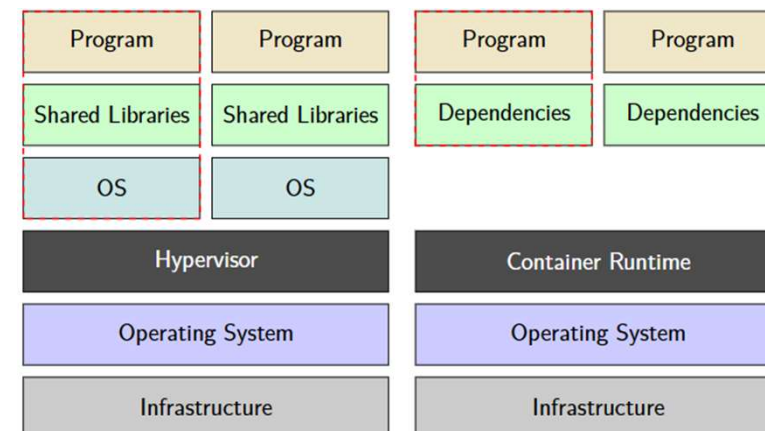 Program Program Program Program
Shared Libraries Shared Libraries Dependencies Dependencies
OS OS
Hypervisor Container Runtime
Operating System Operating System
Infrastructure Infrastructure